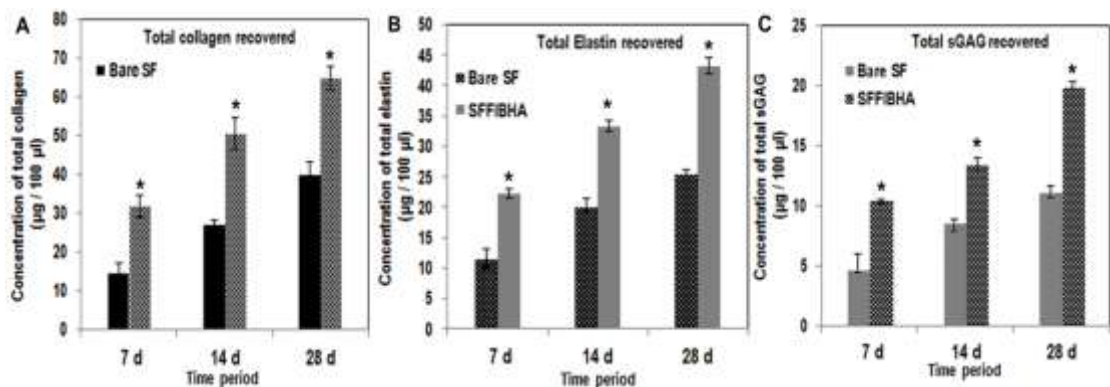 A
Total collagen recovered
Bare SF
Concentration of total collagen
(µg / 100 µl)
80
70
60
50
40
30
20
10
0
*
*
*
7 d 14 d 28 d
Time period
B
Total Elastin recovered
Bare SF
SFFIBHA
Concentration of total elastin
(µg / 100 µl)
50
45
40
35
30
25
20
15
10
5
0
*
*
*
7 d 14 d 28 d
Time period
C
Total sGAG recovered
Bare SF
SFFIBHA
Concentration of total sGAG
(µg / 100 µl)
25
20
15
10
5
0
*
*
*
7 d 14 d 28 d
Time period